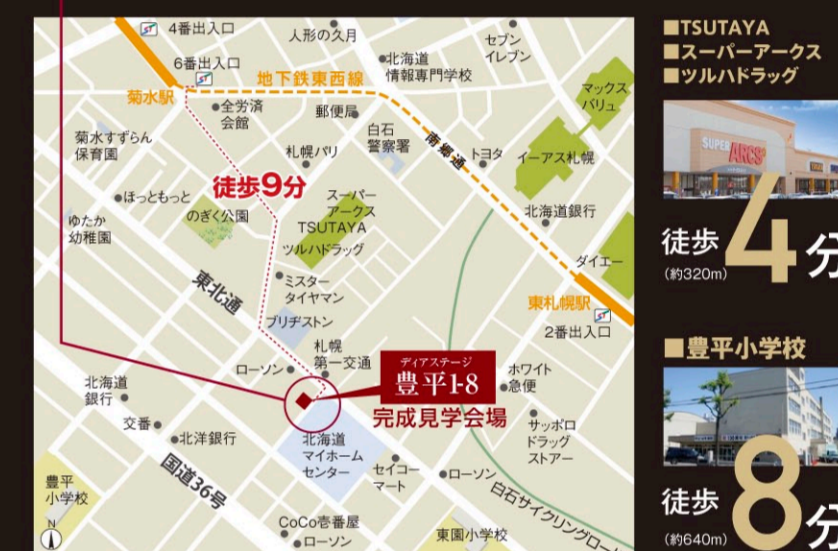 4番出入口
人形の久月
セブン
イレブン
6番出入口
北海道
情報専門学校
地下鉄東西線
菊水駅
マックス
バリュ
全労済
会館
郵便局
白石
警察署
菊水すずらん
保育園
札幌パリ
南郷通
トヨタ
イーアス札幌
徒歩9分
ほっともっと
のぎく公園
スーパー
アークス
TSUTAYA
ツルハドラッグ
ゆたか
幼稚園
北海道銀行
ダイエー
東北通
ミスター
タイヤマン
東札幌駅
2番出入口
ブリヂストン
札幌
第一交通
ローソン
ディアステージ
豊平1-8
完成見学会場
ホワイト
急便
北海道
銀行
交番
北洋銀行
北海道
マイホーム
センター
サッポロ
ドラッグ
ストアー
セイコー
マート
ローソン
国道36号
白石サイクリングロー
豊平
小学校
N
CoCo壱番屋
ローソン
東園小学校
■TSUTAYA
■スーパーアークス
■ツルハドラッグ
SUPER ARCS
徒歩4分
(約320m)
■豊平小学校
徒歩8分
(約640m)